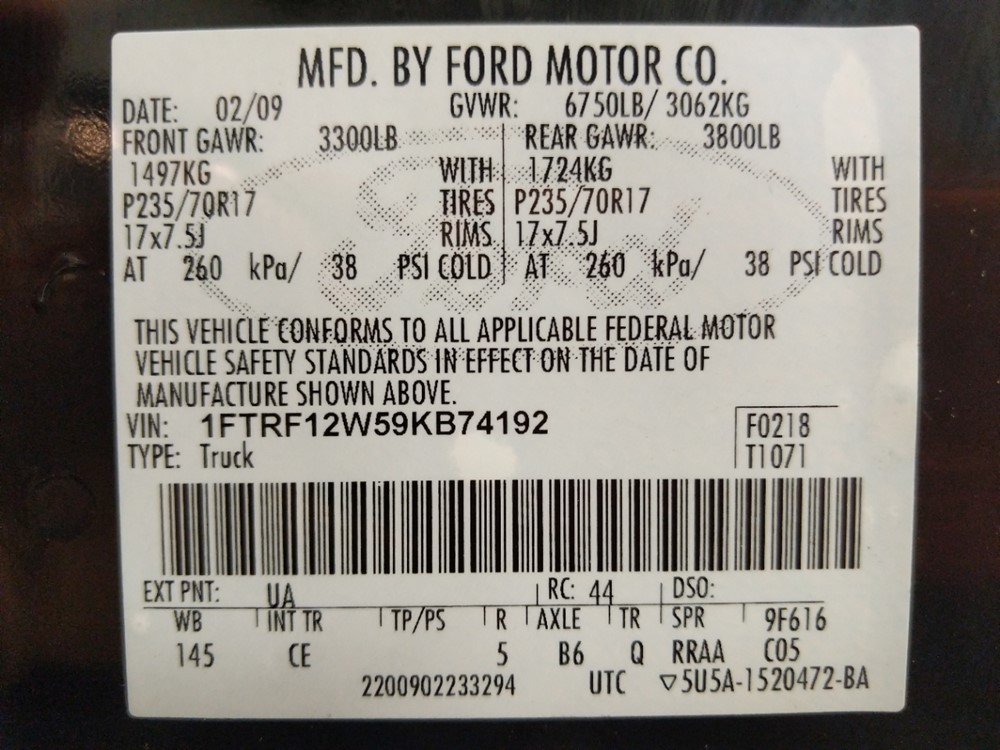 MFD. BY FORD MOTOR CO.
DATE: 02/09 GVWR: 6750LB/ 3062KG
FRONT GAWR: 3300LB REAR GAWR: 3800LB
1497KG WITH 1724KG WITH
P235/70R17 TIRES P235/70R17 TIRES
17x7.5J RIMS 17x7.5J RIMS
AT 260 kPa/ 38 PSI COLD AT 260 kPa/ 38 PSI COLD
THIS VEHICLE CONFORMS TO ALL APPLICABLE FEDERAL MOTOR
VEHICLE SAFETY STANDARDS IN EFFECT ON THE DATE OF
MANUFACTURE SHOWN ABOVE.
VIN: 1FTRF12W59KB74192 F0218
TYPE: Truck T1071
EXT PNT: UA RC: 44 DSO:
WB INT TR TP/PS R AXLE TR SPR 9F616
145 CE 5 B6 Q RRAA C05
2200902233294 UTC ▽5U5A-1520472-BA